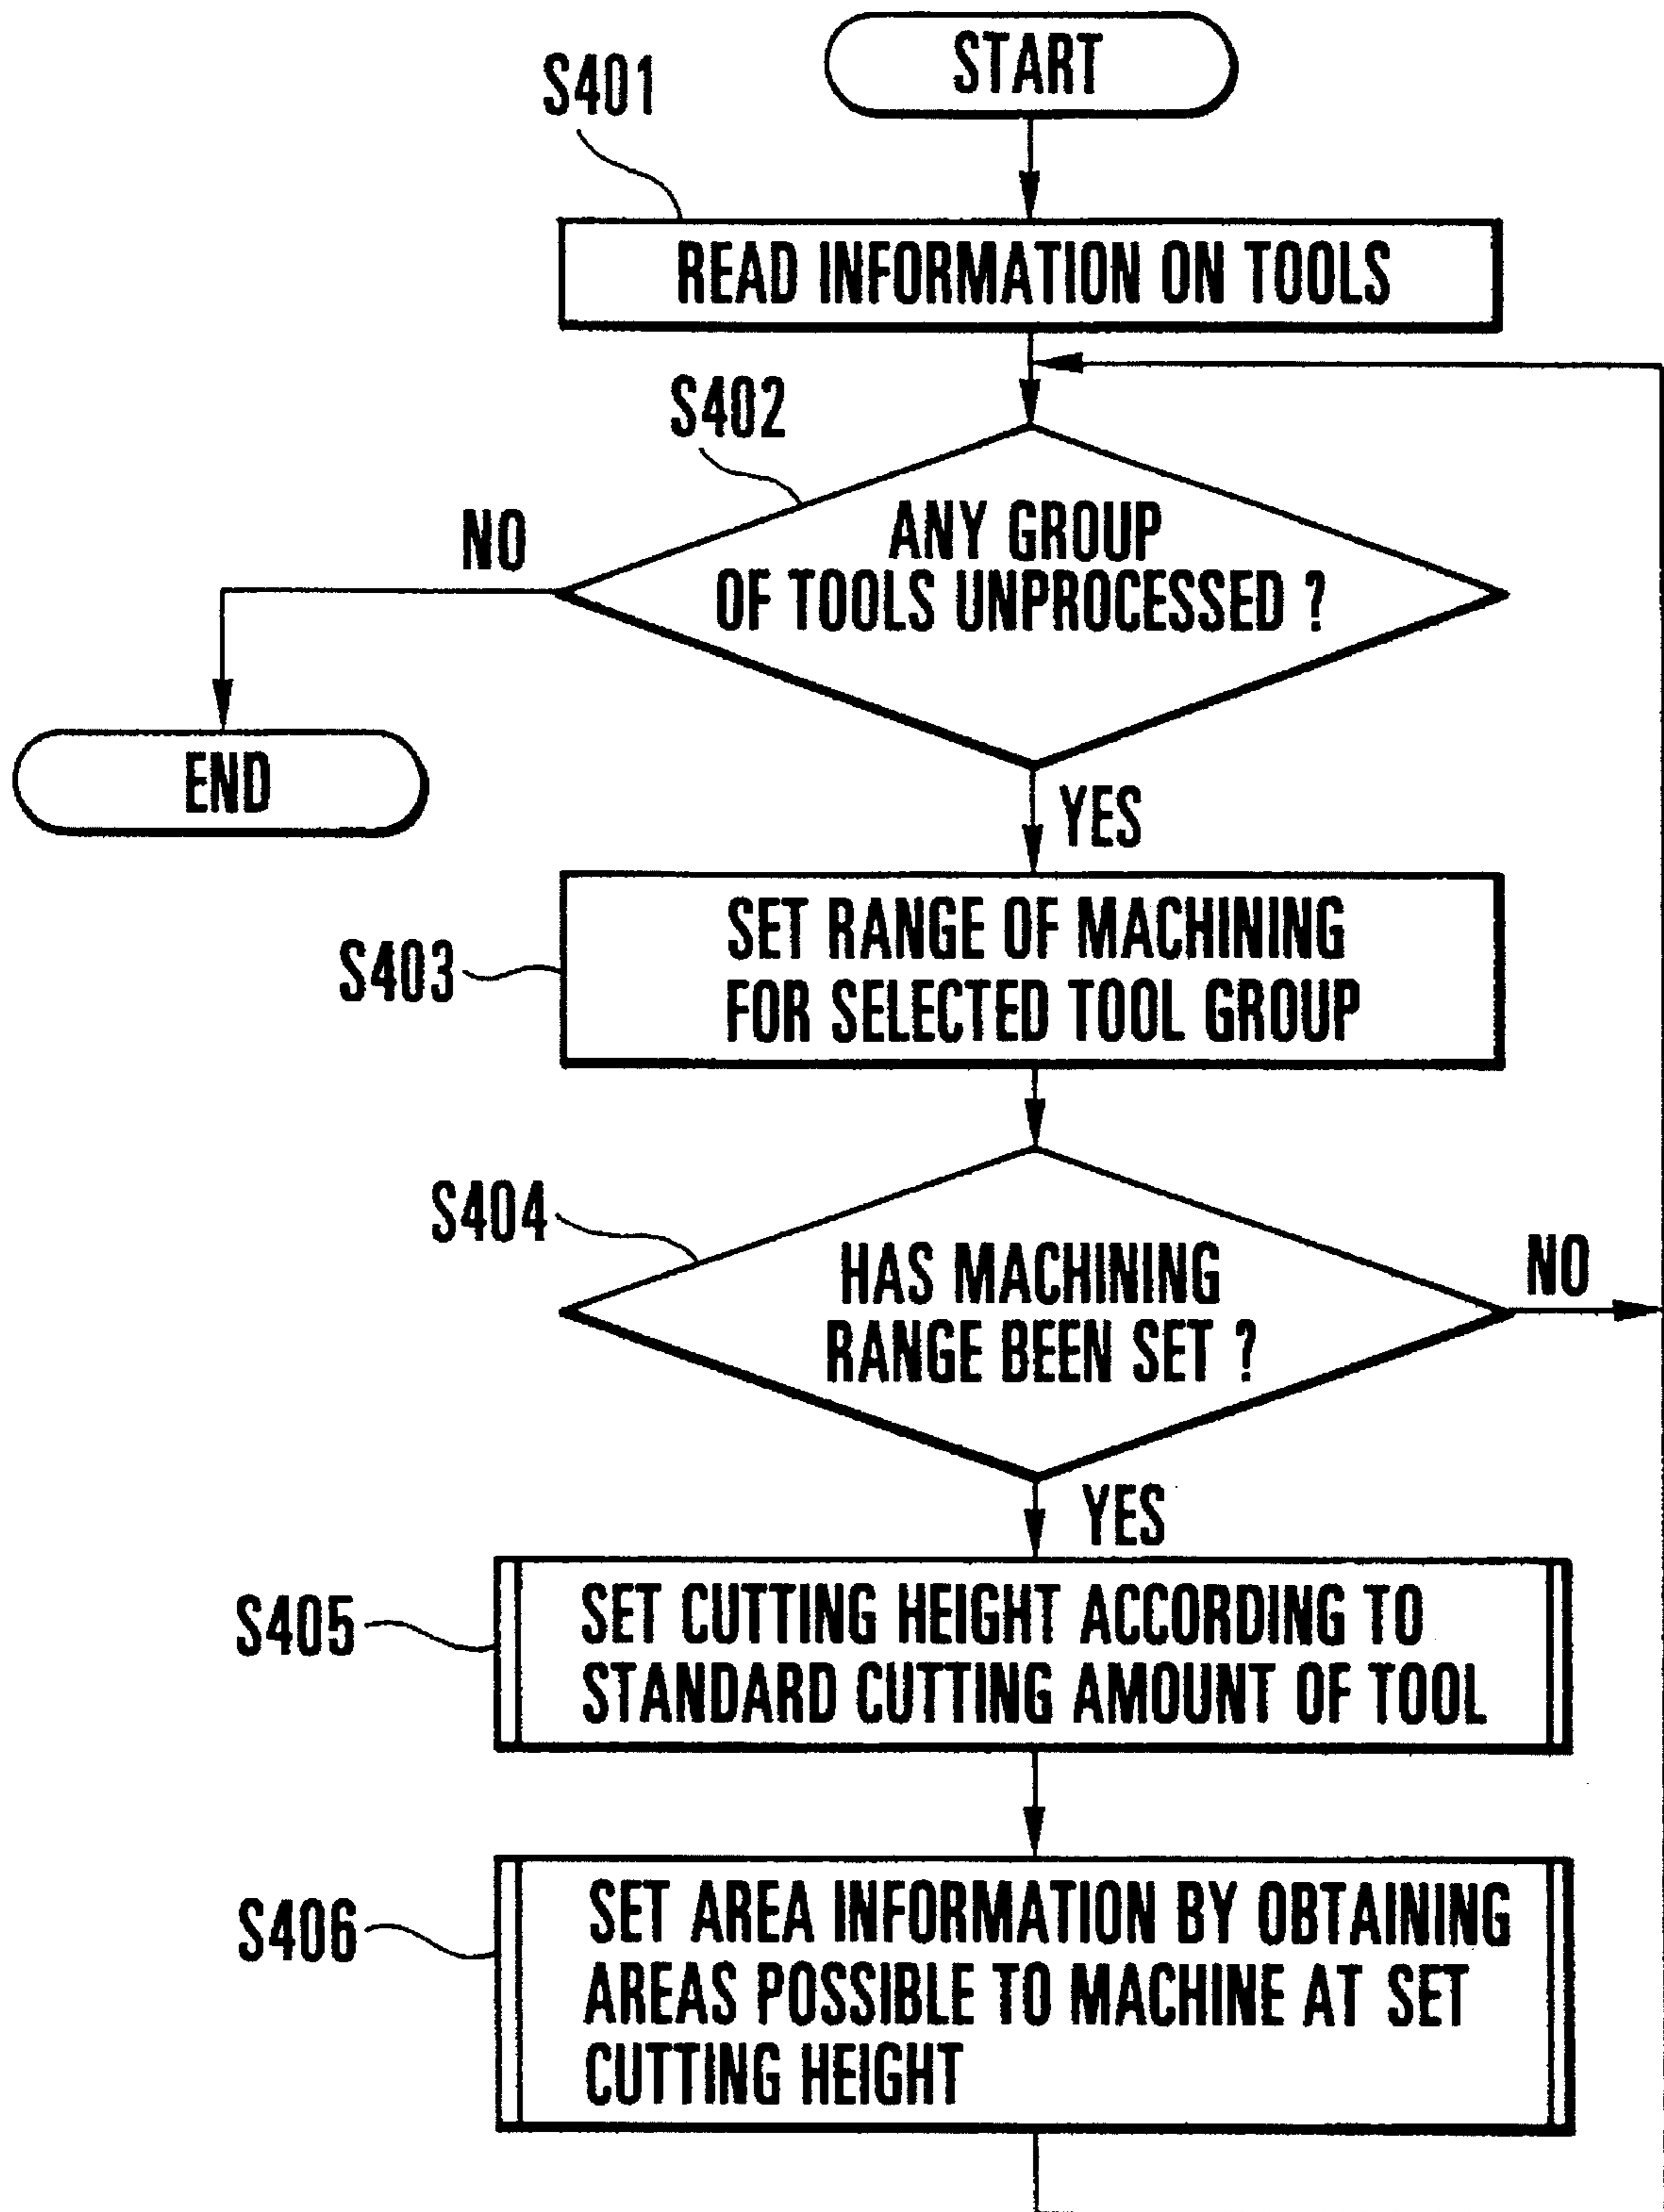 START
S401
READ INFORMATION ON TOOLS
S402
ANY GROUP
OF TOOLS UNPROCESSED ?
NO
END
YES
S403
SET RANGE OF MACHINING
FOR SELECTED TOOL GROUP
S404
HAS MACHINING
RANGE BEEN SET ?
NO
YES
S405
SET CUTTING HEIGHT ACCORDING TO
STANDARD CUTTING AMOUNT OF TOOL
S406
SET AREA INFORMATION BY OBTAINING
AREAS POSSIBLE TO MACHINE AT SET
CUTTING HEIGHT